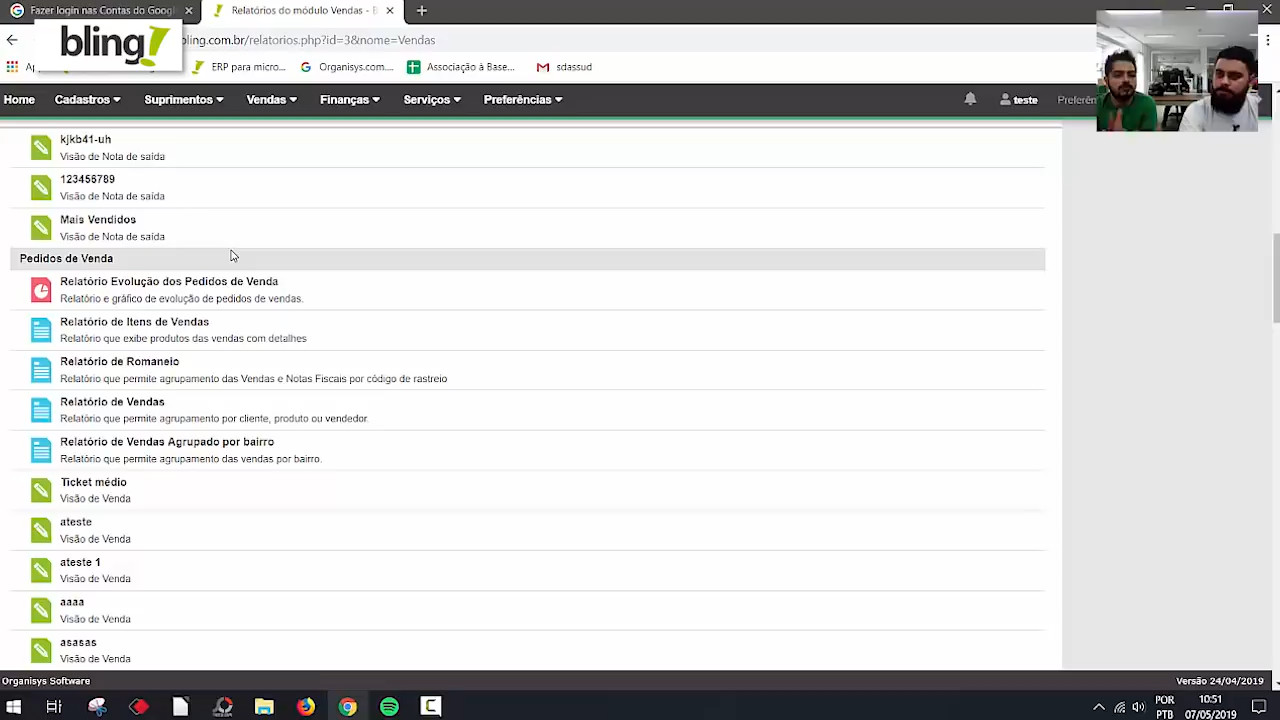 Fazer login nas Contas do Googl
Relatórios do módulo Vendas - B
bling!
ling.com.br/relatorios.php?id=3&nome=Vendas
Ap
ERP para micro...
Organisys.com...
Associação à Base...
sdassud
Home
Cadastros
Suprimentos
Vendas
Finanças
Serviços
Preferências
teste
Preferên
kjkb41-uh
Visão de Nota de saída
123456789
Visão de Nota de saída
Mais Vendidos
Visão de Nota de saída
Pedidos de Venda
Relatório Evolução dos Pedidos de Venda
Relatório e gráfico de evolução de pedidos de vendas.
Relatório de Itens de Vendas
Relatório que exibe produtos das vendas com detalhes
Relatório de Romaneio
Relatório que permite agrupamento das Vendas e Notas Fiscais por código de rastreio
Relatório de Vendas
Relatório que permite agrupamento por cliente, produto ou vendedor.
Relatório de Vendas Agrupado por bairro
Relatório que permite agrupamento das vendas por bairro.
Ticket médio
Visão de Venda
ateste
Visão de Venda
ateste 1
Visão de Venda
aaaa
Visão de Venda
asasas
Visão de Venda
Organisys Software
Versão 24/04/2019
POR
PTB
10:51
07/05/2019